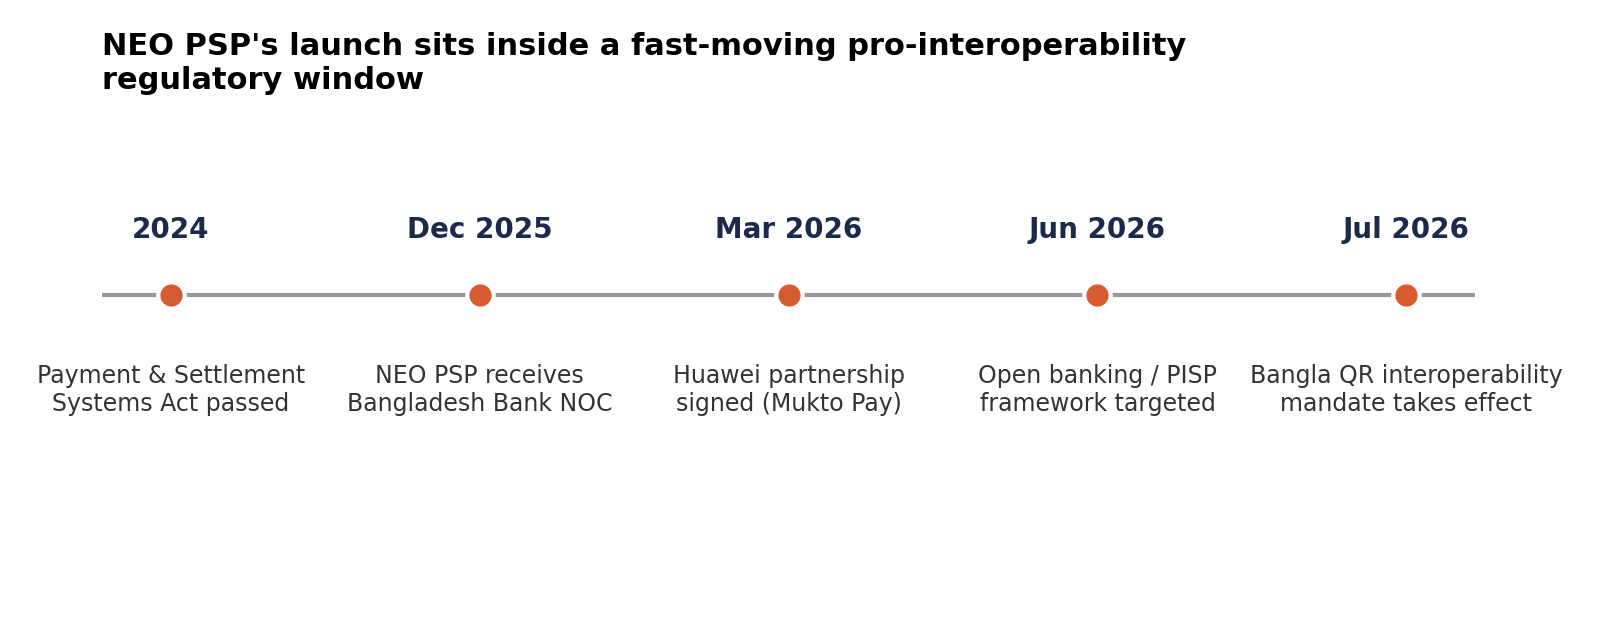 NEO PSP's launch sits inside a fast-moving pro-interoperability
regulatory window
2024
Dec 2025
Mar 2026
Jun 2026
Jul 2026
Payment & Settlement
Systems Act passed
NEO PSP receives
Bangladesh Bank NOC
Huawei partnership
signed (Mukto Pay)
Open banking / PISP
framework targeted
Bangla QR interoperability
mandate takes effect